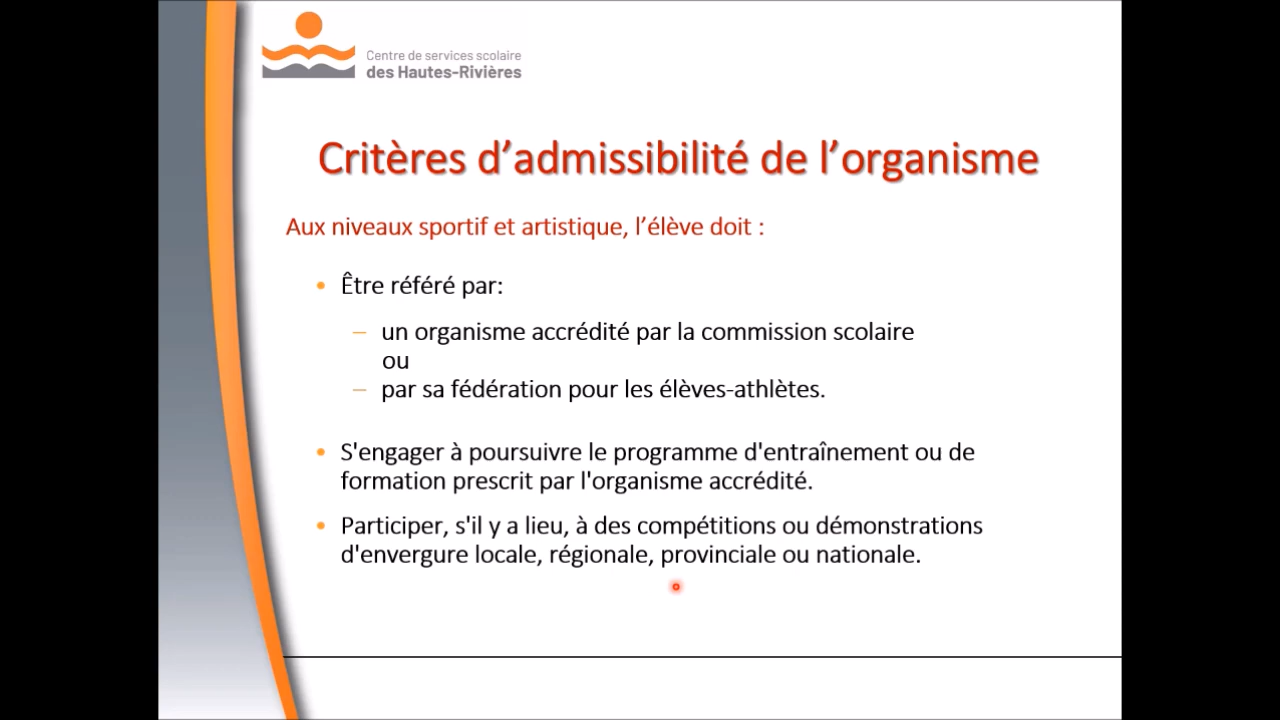 Centre de services scolaire
des Hautes-Rivières
Critères d’admissibilité de l’organisme
Aux niveaux sportif et artistique, l’élève doit :
• Être référé par:
– un organisme accrédité par la commission scolaire
ou
– par sa fédération pour les élèves-athlètes.
• S'engager à poursuivre le programme d'entraînement ou de
formation prescrit par l'organisme accrédité.
• Participer, s'il y a lieu, à des compétitions ou démonstrations
d'envergure locale, régionale, provinciale ou nationale.